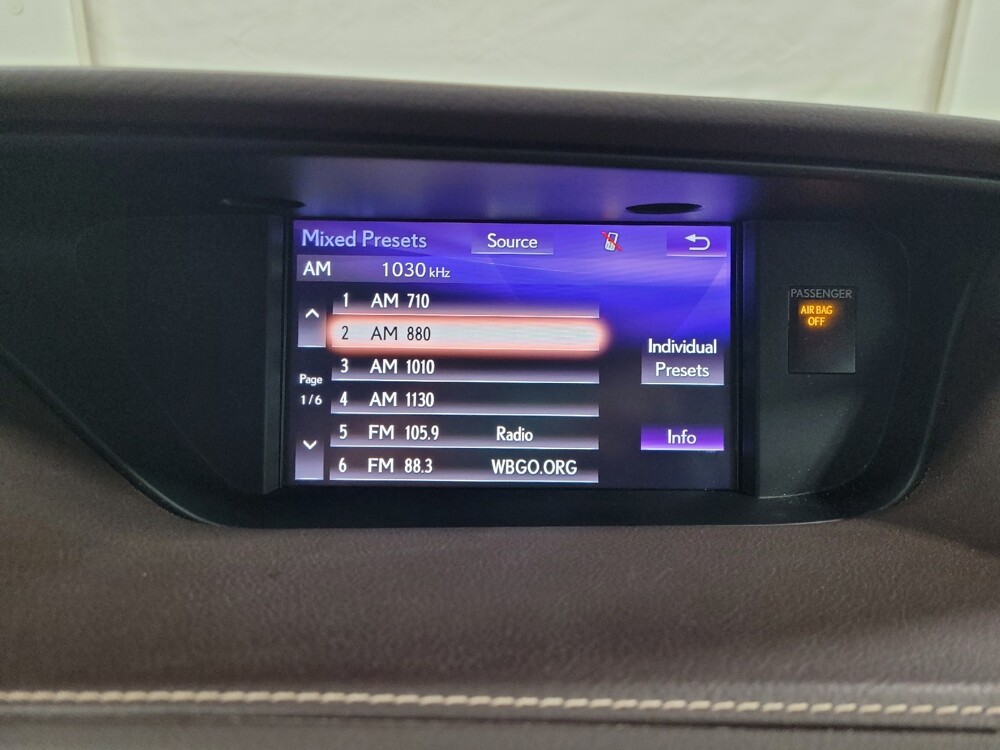 Mixed Presets Source
AM 1030 kHz
1 AM 710
2 AM 880
3 AM 1010
4 AM 1130
5 FM 105.9 Radio
6 FM 88.3 WBGO.ORG
Page
1/6
Individual
Presets
Info
PASSENGER
AIR BAG
OFF